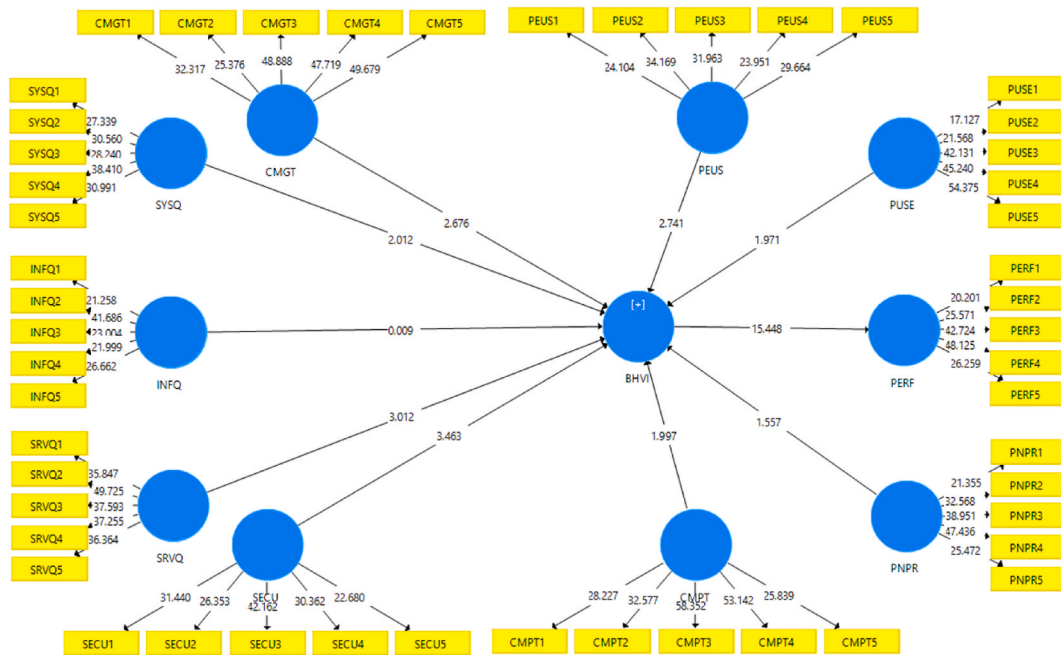 CMGT1 CMGT2 CMGT3 CMGT4 CMGT5
32.317 25.376 48.888 47.719 49.679
CMGT
PEUS1 PEUS2 PEUS3 PEUS4 PEUS5
24.104 34.169 31.963 23.951 29.664
PEUS
SYSQ1
SYSQ2
SYSQ3
SYSQ4
SYSQ5
27.339
30.560
28.240
38.410
30.991
SYSQ
PUSE1
PUSE2
PUSE3
PUSE4
PUSE5
17.127
21.568
42.131
45.240
54.375
PUSE
2.676
2.012
2.741
1.971
INFQ1
INFQ2
INFQ3
INFQ4
INFQ5
21.258
41.686
23.004
21.999
26.662
INFQ
0.009
[+]
BHVI
15.448
PERF1
PERF2
PERF3
PERF4
PERF5
20.201
25.571
42.724
48.125
26.259
PERF
3.012
3.463
1.997
1.557
SRVQ1
SRVQ2
SRVQ3
SRVQ4
SRVQ5
35.847
49.725
37.593
37.255
36.364
SRVQ
PNPR1
PNPR2
PNPR3
PNPR4
PNPR5
21.355
32.568
38.951
47.436
25.472
PNPR
SECU
31.440 26.353 42.162 30.362 22.680
SECU1 SECU2 SECU3 SECU4 SECU5
CMPT
28.227 32.577 58.352 53.142 25.839
CMPT1 CMPT2 CMPT3 CMPT4 CMPT5